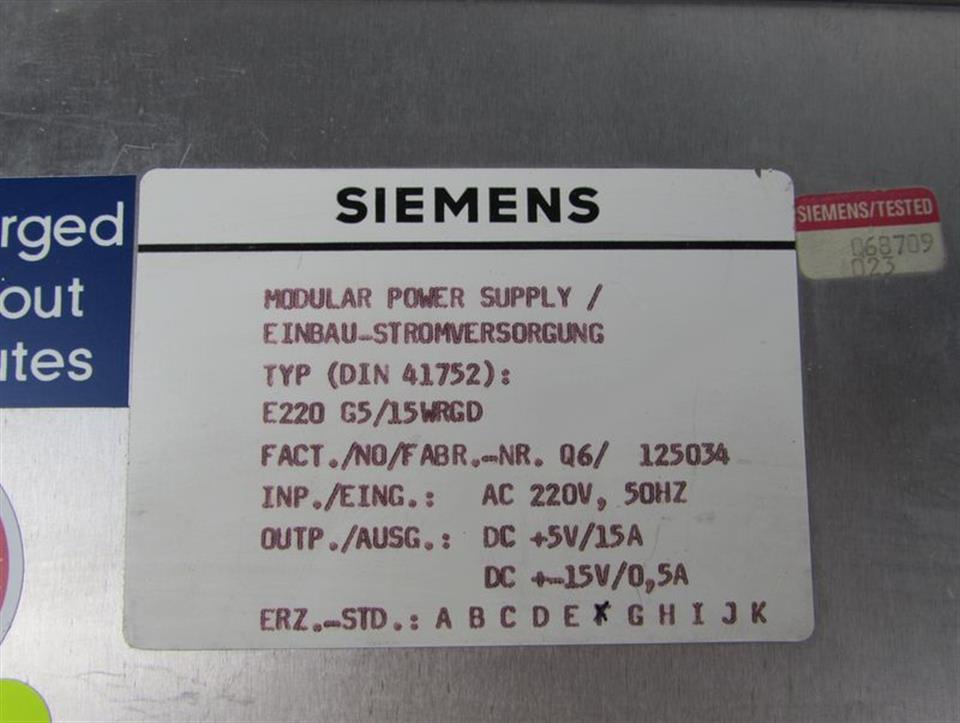 rged
out
utes
SIEMENS
MODULAR POWER SUPPLY /
EINBAU-STROMVERSORGUNG
TYP (DIN 41752):
E220 G5/15WRGD
FACT./NO/FABR.-NR. Q6/ 125034
INP./EING.: AC 220V, 50HZ
OUTP./AUSG.: DC +5V/15A
DC +-15V/0,5A
ERZ.-STD.: A B C D E F G H I J K
SIEMENS/TESTED
Q68709
023